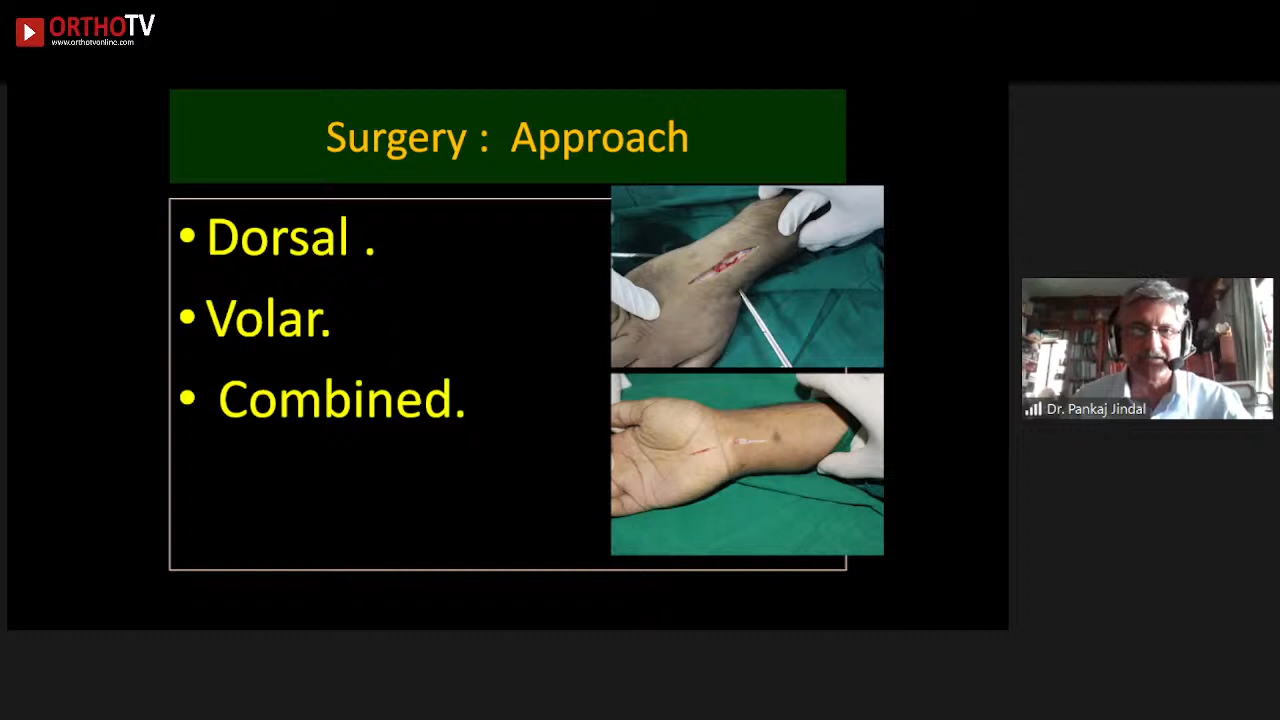 ORTHOTV
www.orthotvonline.com
Surgery : Approach
• Dorsal .
• Volar.
• Combined.
Dr. Pankaj Jindal